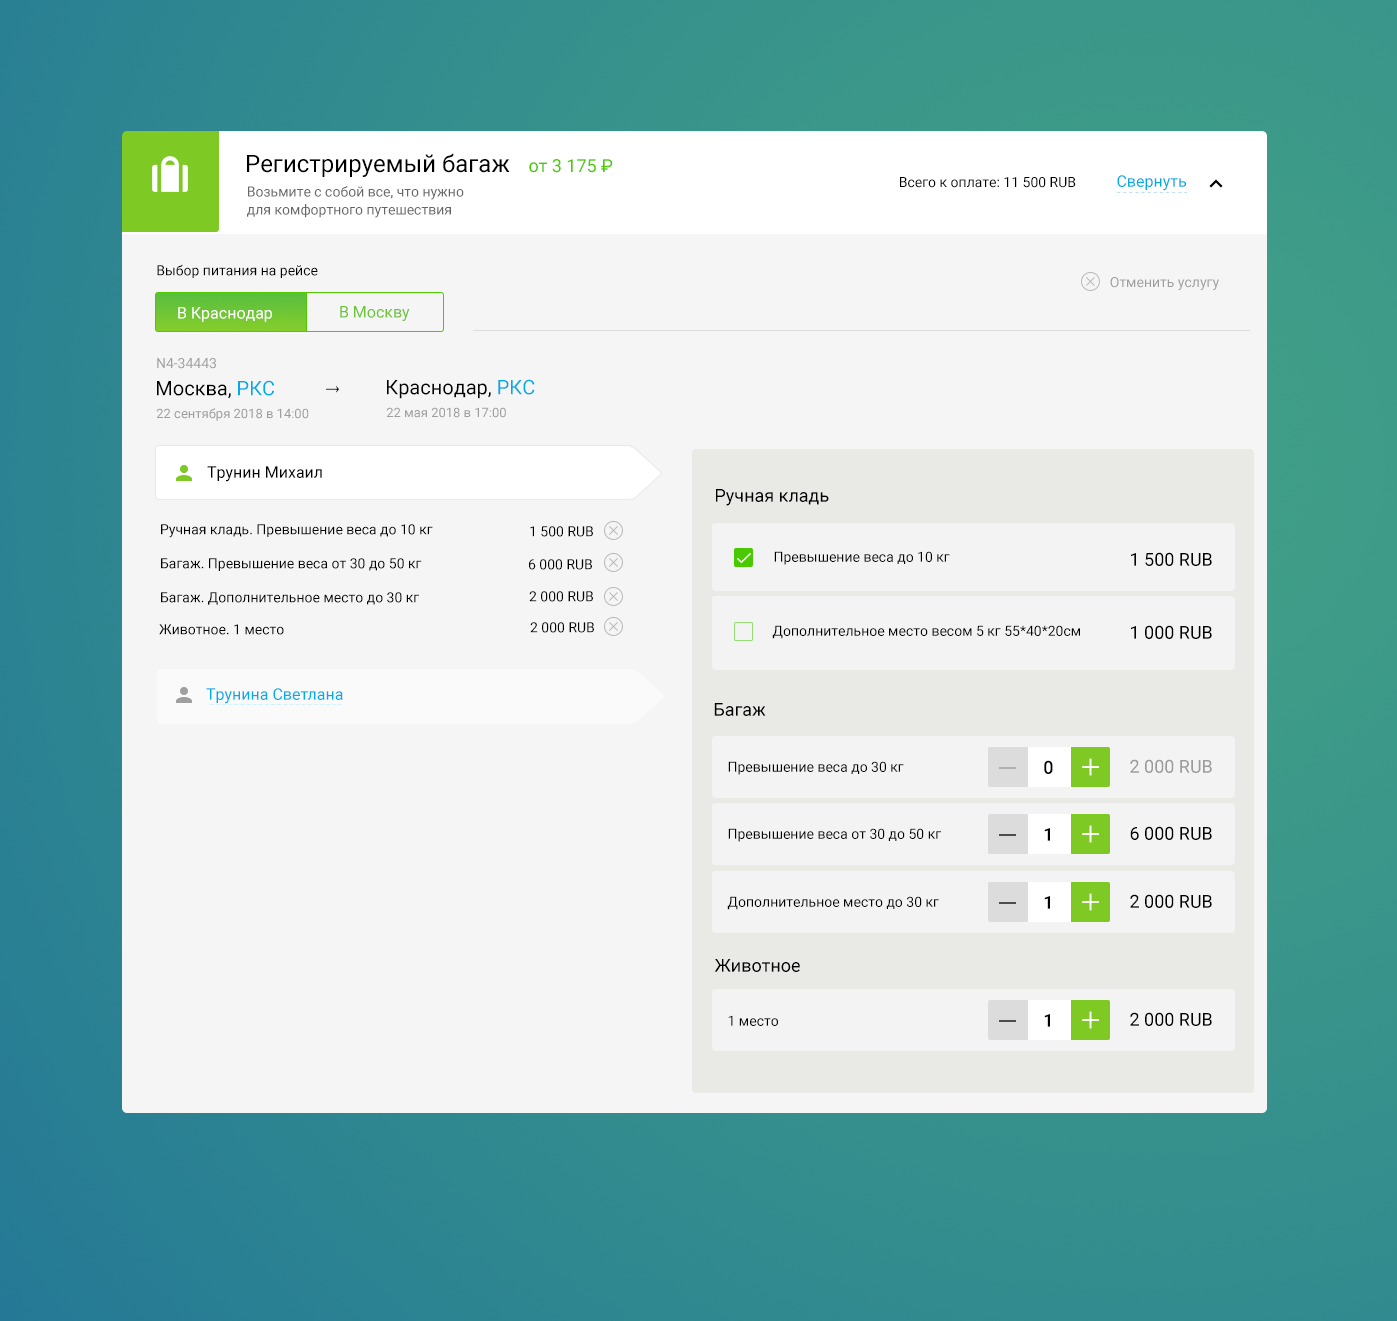 Регистрируемый багаж от 3 175 ₽
Возьмите с собой все, что нужно
для комфортного путешествия
Всего к оплате: 11 500 RUB
Свернуть
Выбор питания на рейсе
Отменить услугу
В Краснодар
В Москву
N4-34443
Москва, РКС → Краснодар, РКС
22 сентября 2018 в 14:00
22 мая 2018 в 17:00
Трунин Михаил
Ручная кладь. Превышение веса до 10 кг 1 500 RUB
Багаж. Превышение веса от 30 до 50 кг 6 000 RUB
Багаж. Дополнительное место до 30 кг 2 000 RUB
Животное. 1 место 2 000 RUB
Трунина Светлана
Ручная кладь
Превышение веса до 10 кг 1 500 RUB
Дополнительное место весом 5 кг 55*40*20см 1 000 RUB
Багаж
Превышение веса до 30 кг — 0 + 2 000 RUB
Превышение веса от 30 до 50 кг — 1 + 6 000 RUB
Дополнительное место до 30 кг — 1 + 2 000 RUB
Животное
1 место — 1 + 2 000 RUB